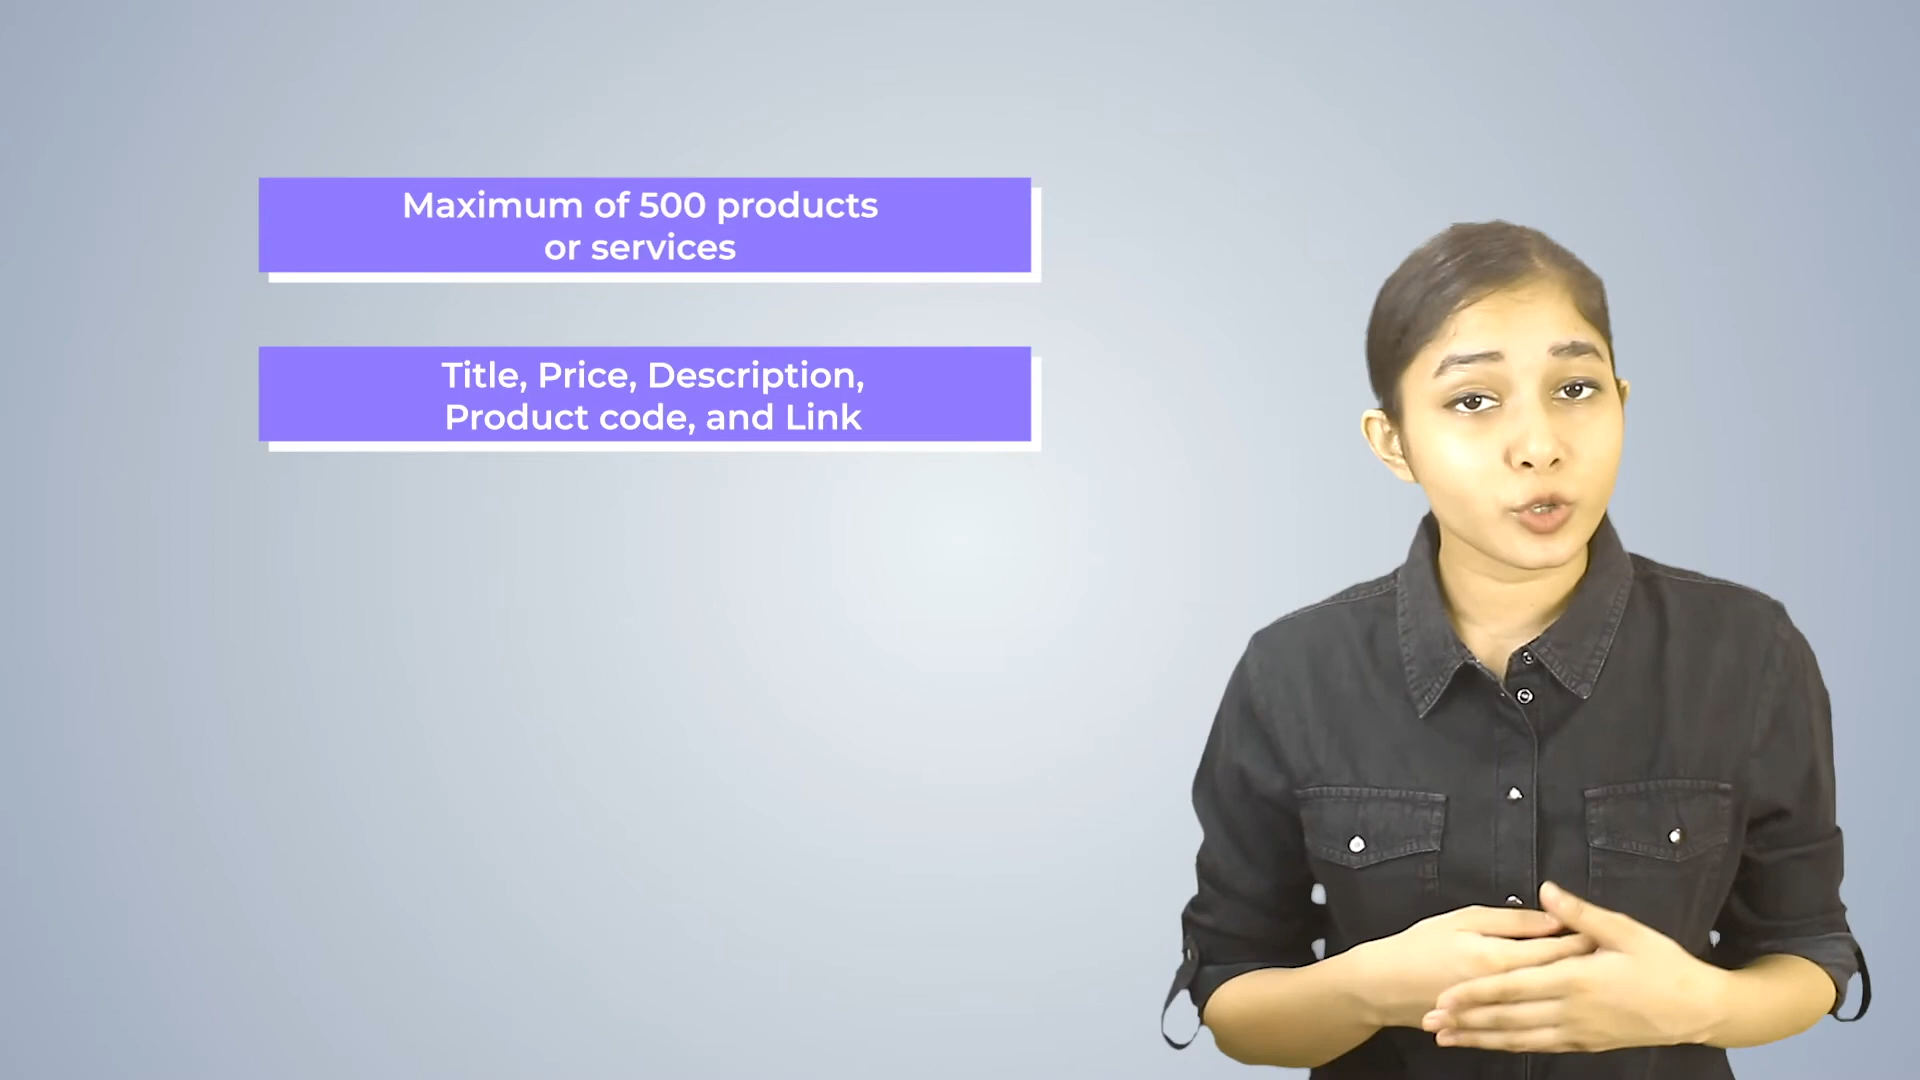 Maximum of 500 products
or services
Title, Price, Description,
Product code, and Link